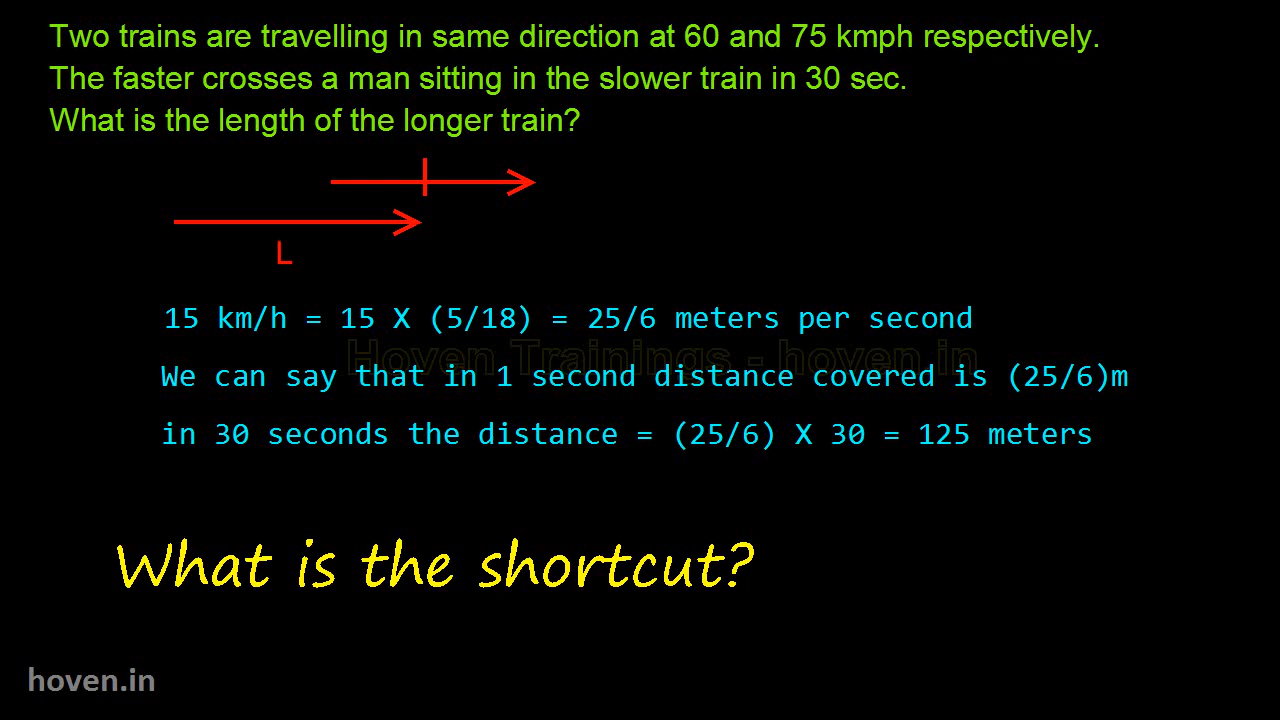 Two trains are travelling in same direction at 60 and 75 kmph respectively.
The faster crosses a man sitting in the slower train in 30 sec.
What is the length of the longer train?
L
15 km/h = 15 X (5/18) = 25/6 meters per second
Hoven Trainings - hoven.in
We can say that in 1 second distance covered is (25/6)m
in 30 seconds the distance = (25/6) X 30 = 125 meters
What is the shortcut?
hoven.in